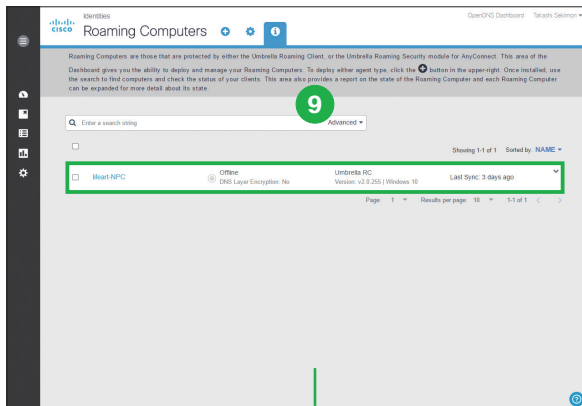 Identities
OpenDNS Dashboard Takashi Sekimori
cisco
Roaming Computers
Roaming Computers are those that are protected by either the Umbrella Roaming Client, or the Umbrella Roaming Security module for AnyConnect. This area of the
Dashboard gives you the ability to deploy and manage your Roaming Computers. To deploy either agent type, click the button in the upper-right. Once installed, use
the search to find computers and check the status of your clients. This area also provides a report on the state of the Roaming Computer and each Roaming Computer
can be expanded for more detail about its state.
9
Enter a search string Advanced
Showing 1-1 of 1 Sorted by: NAME
lifeart-NPC
Offline
DNS Layer Encryption: No
Umbrella RC
Version: v2.0.255 | Windows 10
Last Sync: 3 days ago
Page: 1 Results per page: 10 1-1 of 1 < >